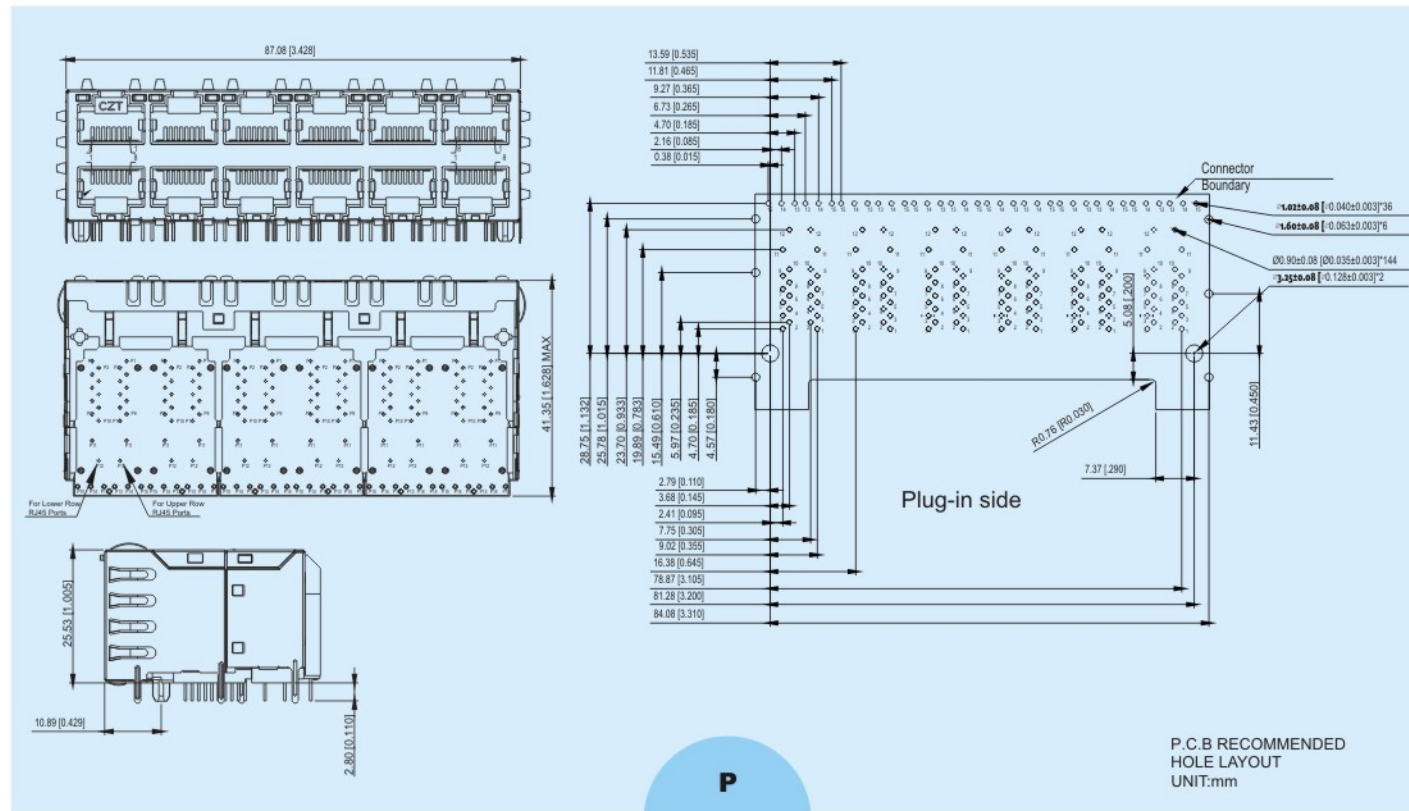 87.08 [3.428]
CZT
41.35 [1.628] MAX
For Lower Row
RJ45 Ports
For Upper Row
RJ45 Ports
25.53 [1.005]
10.89 [0.429]
2.80 [0.110]
13.59 [0.535]
11.81 [0.465]
9.27 [0.365]
6.73 [0.265]
4.70 [0.185]
2.16 [0.085]
0.38 [0.015]
Connector
Boundary
⌀1.02±0.08 [⌀0.040±0.003]*36
⌀1.60±0.08 [⌀0.063±0.003]*6
Ø0.90±0.08 [Ø0.035±0.003]*144
⌀3.25±0.08 [⌀0.128±0.003]*2
5.08 [.200]
28.75 [1.132]
25.78 [1.015]
23.70 [0.933]
19.89 [0.783]
15.49 [0.610]
5.97 [0.235]
4.70 [0.185]
4.57 [0.180]
R0.76 [R0.030]
11.43 [0.450]
7.37 [.290]
2.79 [0.110]
3.68 [0.145]
2.41 [0.095]
7.75 [0.305]
9.02 [0.355]
16.38 [0.645]
78.87 [3.105]
81.28 [3.200]
84.08 [3.310]
Plug-in side
P.C.B RECOMMENDED
HOLE LAYOUT
UNIT:mm
P